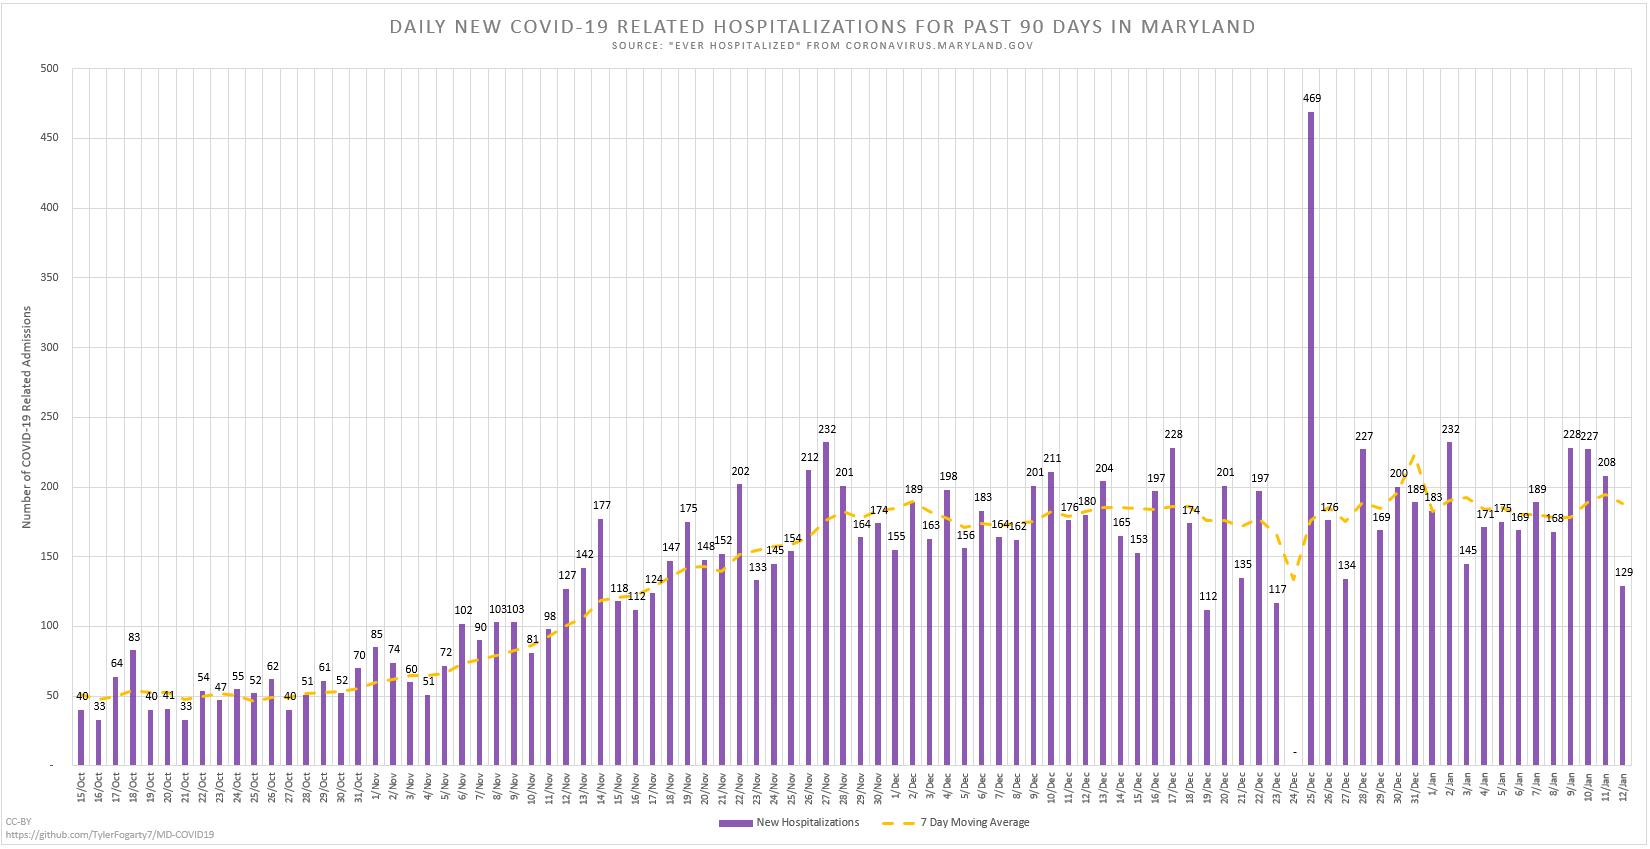 DAILY NEW COVID-19 RELATED HOSPITALIZATIONS FOR PAST 90 DAYS IN MARYLAND
SOURCE: "EVER HOSPITALIZED" FROM CORONAVIRUS.MARYLAND.GOV
Number of COVID-19 Related Admissions
500
450
400
350
300
250
200
150
100
50
-
40 33 64 83 40 41 33 54 47 55 52 62 40 51 61 52 70 85 74 60 51 72 102 90 103 103 81 98 127 142 177 118 112 124 147 175 148 152 202 133 145 154 212 232 201 164 174 155 189 163 198 156 183 164 162 201 211 176 180 204 165 153 197 228 174 112 201 135 197 117 - 469 176 134 227 169 200 189 183 232 145 171 175 169 189 168 228 227 208 129
15/Oct 16/Oct 17/Oct 18/Oct 19/Oct 20/Oct 21/Oct 22/Oct 23/Oct 24/Oct 25/Oct 26/Oct 27/Oct 28/Oct 29/Oct 30/Oct 31/Oct 1/Nov 2/Nov 3/Nov 4/Nov 5/Nov 6/Nov 7/Nov 8/Nov 9/Nov 10/Nov 11/Nov 12/Nov 13/Nov 14/Nov 15/Nov 16/Nov 17/Nov 18/Nov 19/Nov 20/Nov 21/Nov 22/Nov 23/Nov 24/Nov 25/Nov 26/Nov 27/Nov 28/Nov 29/Nov 30/Nov 1/Dec 2/Dec 3/Dec 4/Dec 5/Dec 6/Dec 7/Dec 8/Dec 9/Dec 10/Dec 11/Dec 12/Dec 13/Dec 14/Dec 15/Dec 16/Dec 17/Dec 18/Dec 19/Dec 20/Dec 21/Dec 22/Dec 23/Dec 24/Dec 25/Dec 26/Dec 27/Dec 28/Dec 29/Dec 30/Dec 31/Dec 1/Jan 2/Jan 3/Jan 4/Jan 5/Jan 6/Jan 7/Jan 8/Jan 9/Jan 10/Jan 11/Jan 12/Jan
New Hospitalizations 7 Day Moving Average
CC-BY
https://github.com/TylerFogarty7/MD-COVID19